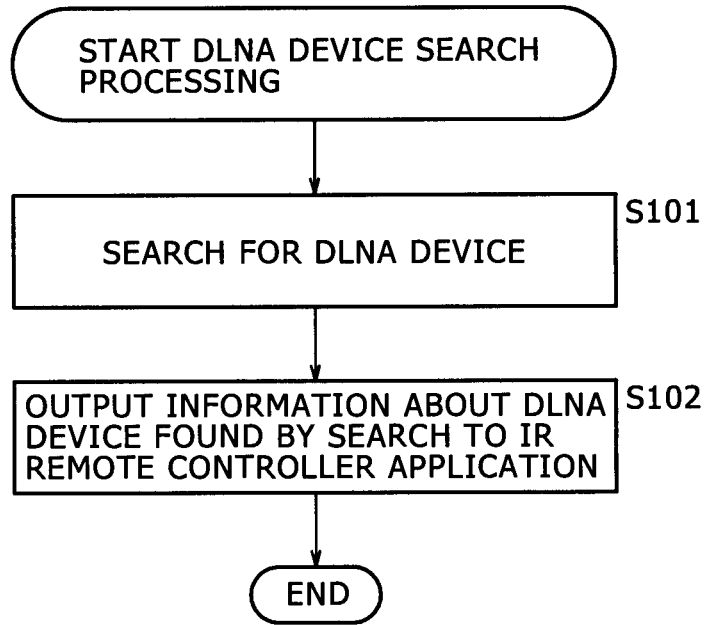 START DLNA DEVICE SEARCH
PROCESSING
S101
SEARCH FOR DLNA DEVICE
S102
OUTPUT INFORMATION ABOUT DLNA
DEVICE FOUND BY SEARCH TO IR
REMOTE CONTROLLER APPLICATION
END